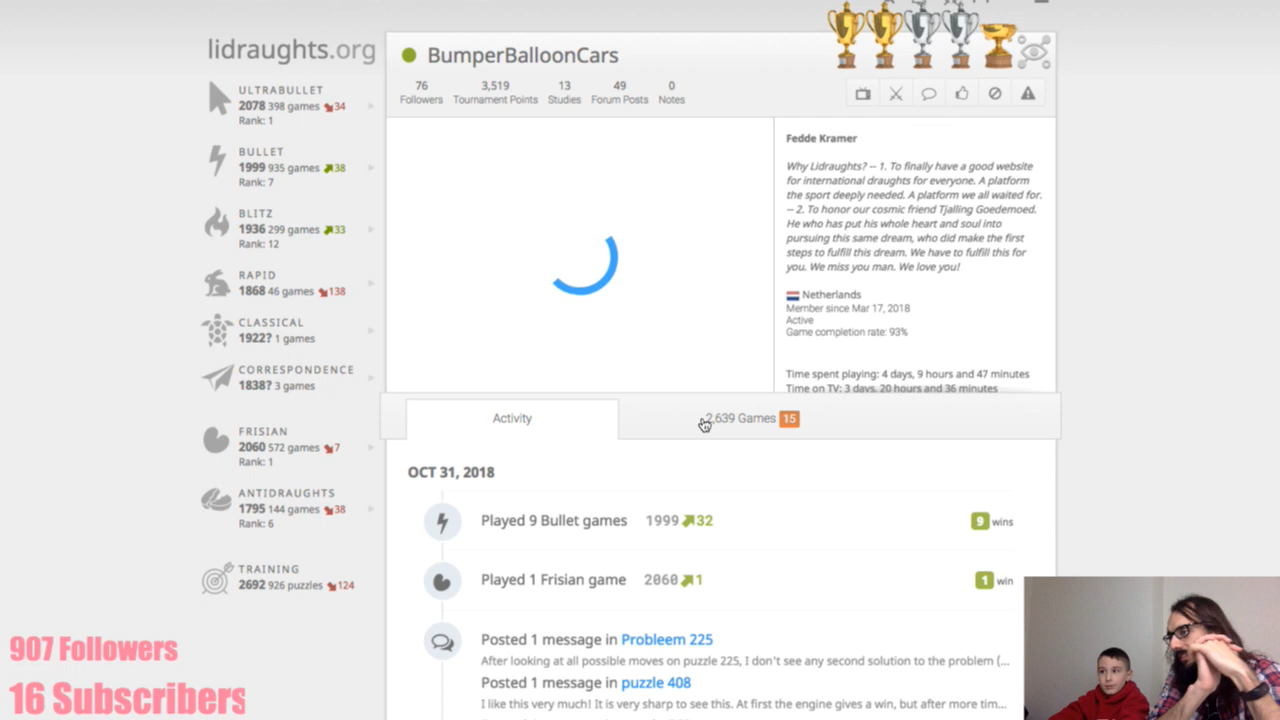 lidraughts.org
BumperBalloonCars
76
Followers
3,519
Tournament Points
13
Studies
49
Forum Posts
0
Notes
ULTRABULLET
2078 398 games 34
Rank: 1
BULLET
1999 935 games 38
Rank: 7
BLITZ
1936 299 games 33
Rank: 12
RAPID
1868 46 games 138
CLASSICAL
1922? 1 games
CORRESPONDENCE
1838? 3 games
FRISIAN
2060 572 games 7
Rank: 1
ANTIDRAUGHTS
1795 144 games 38
Rank: 6
TRAINING
2692 926 puzzles 124
Fedde Kramer
Why Lidraughts? -- 1. To finally have a good website
for international draughts for everyone. A platform
the sport deeply needed. A platform we all waited for.
-- 2. To honor our cosmic friend Tjalling Goedemoed.
He who has put his whole heart and soul into
pursuing this same dream, who did make the first
steps to fulfill this dream. We have to fulfill this for
you. We miss you man. We love you!
Netherlands
Member since Mar 17, 2018
Active
Game completion rate: 93%
Time spent playing: 4 days, 9 hours and 47 minutes
Time on TV: 3 days, 20 hours and 36 minutes
Activity
2,639 Games 15
OCT 31, 2018
Played 9 Bullet games 1999 32
9 wins
Played 1 Frisian game 2060 1
1 win
Posted 1 message in Probleem 225
After looking at all possible moves on puzzle 225, I don't see any second solution to the problem (...
Posted 1 message in puzzle 408
I like this very much! It is very sharp to see this. At first the engine gives a win, but after more tim...
907 Followers
16 Subscribers